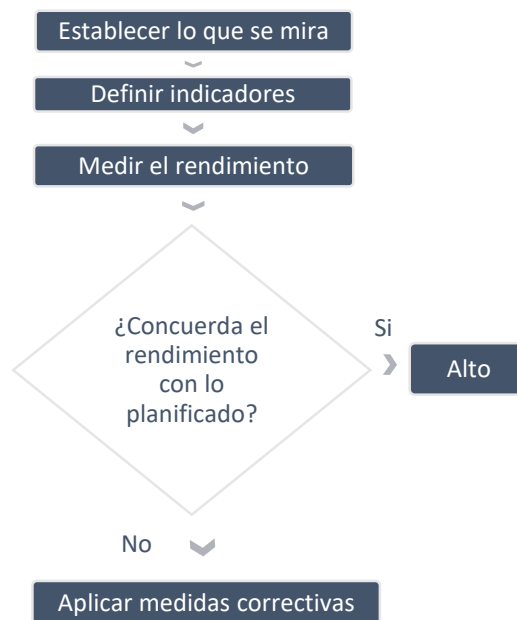 Establecer lo que se mira
Definir indicadores
Medir el rendimiento
¿Concuerda el
rendimiento
con lo
planificado?
Si
Alto
No
Aplicar medidas correctivas